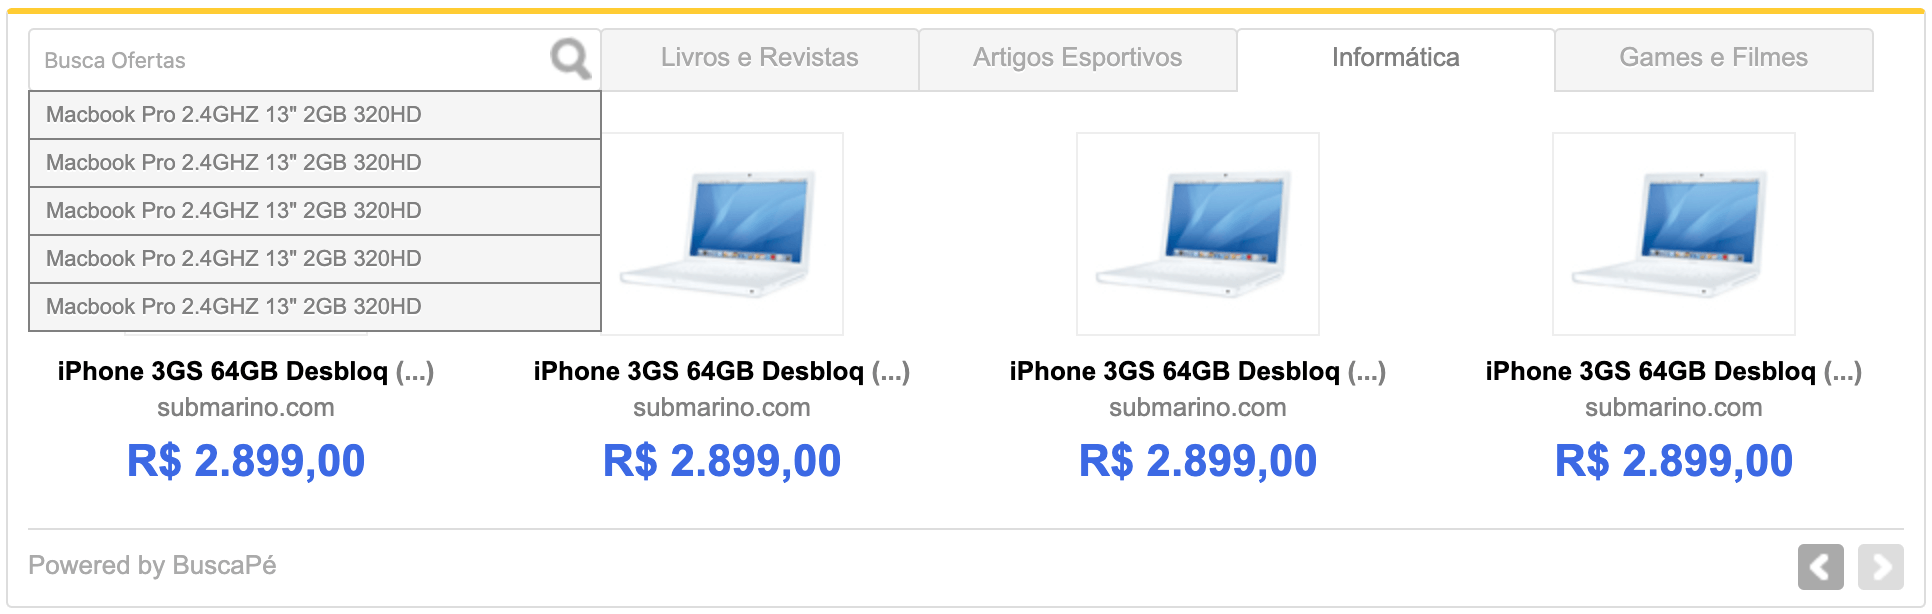 Busca Ofertas
Livros e Revistas
Artigos Esportivos
Informática
Games e Filmes
Macbook Pro 2.4GHZ 13" 2GB 320HD
Macbook Pro 2.4GHZ 13" 2GB 320HD
Macbook Pro 2.4GHZ 13" 2GB 320HD
Macbook Pro 2.4GHZ 13" 2GB 320HD
Macbook Pro 2.4GHZ 13" 2GB 320HD
iPhone 3GS 64GB Desbloq (...)
submarino.com
R$ 2.899,00
iPhone 3GS 64GB Desbloq (...)
submarino.com
R$ 2.899,00
iPhone 3GS 64GB Desbloq (...)
submarino.com
R$ 2.899,00
iPhone 3GS 64GB Desbloq (...)
submarino.com
R$ 2.899,00
Powered by BuscaPé